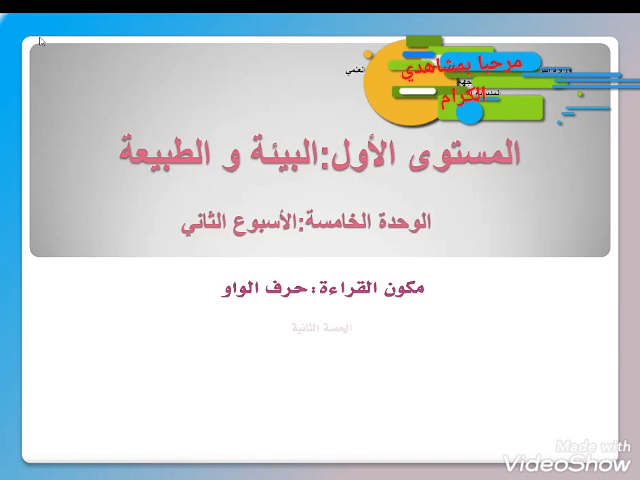 مرحبا بمشاهدي
الكرام
العلمي
المستوى الأول:البيئة و الطبيعة
الوحدة الخامسة:الأسبوع الثاني
مكون القراءة:حرف الواو
الحصة الثانية
Made with
VideoShow